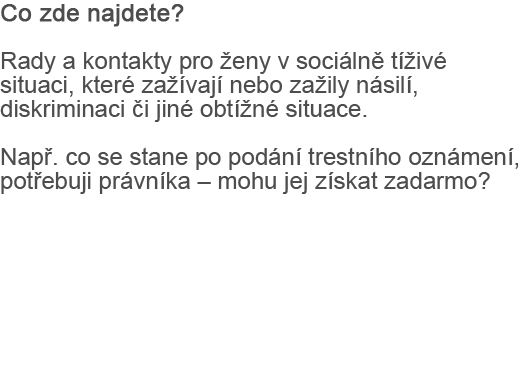 Co zde najdete?
Rady a kontakty pro ženy v sociálně tíživé
situaci, které zažívají nebo zažily násilí,
diskriminaci či jiné obtížné situace.
Např. co se stane po podání trestního oznámení,
potřebuji právníka – mohu jej získat zadarmo?